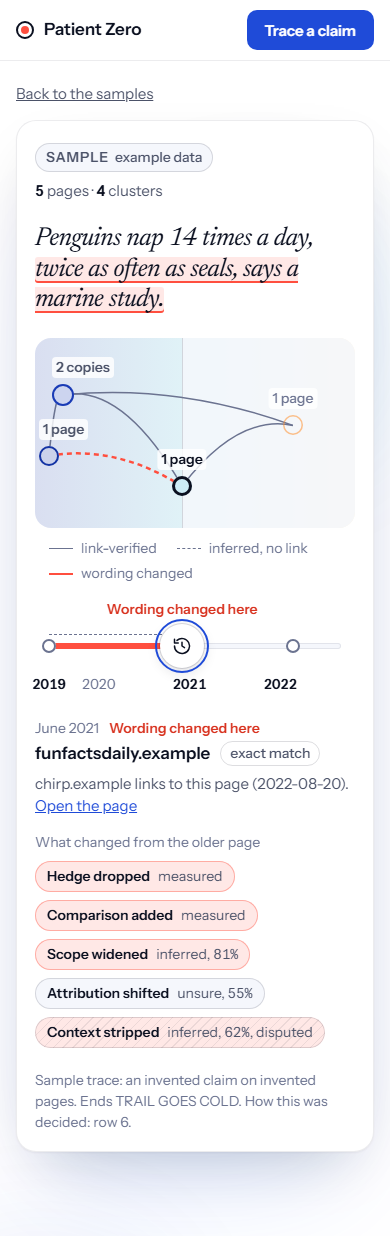 Patient Zero
Trace a claim
Back to the samples
SAMPLE example data
5 pages · 4 clusters
Penguins nap 14 times a day,
twice as often as seals, says a
marine study.
2 copies
1 page
1 page
1 page
link-verified
inferred, no link
wording changed
Wording changed here
2019 2020 2021 2022
June 2021 Wording changed here
funfactsdaily.example exact match
chirp.example links to this page (2022-08-20).
Open the page
What changed from the older page
Hedge dropped measured
Comparison added measured
Scope widened inferred, 81%
Attribution shifted unsure, 55%
Context stripped inferred, 62%, disputed
Sample trace: an invented claim on invented
pages. Ends TRAIL GOES COLD. How this was
decided: row 6.